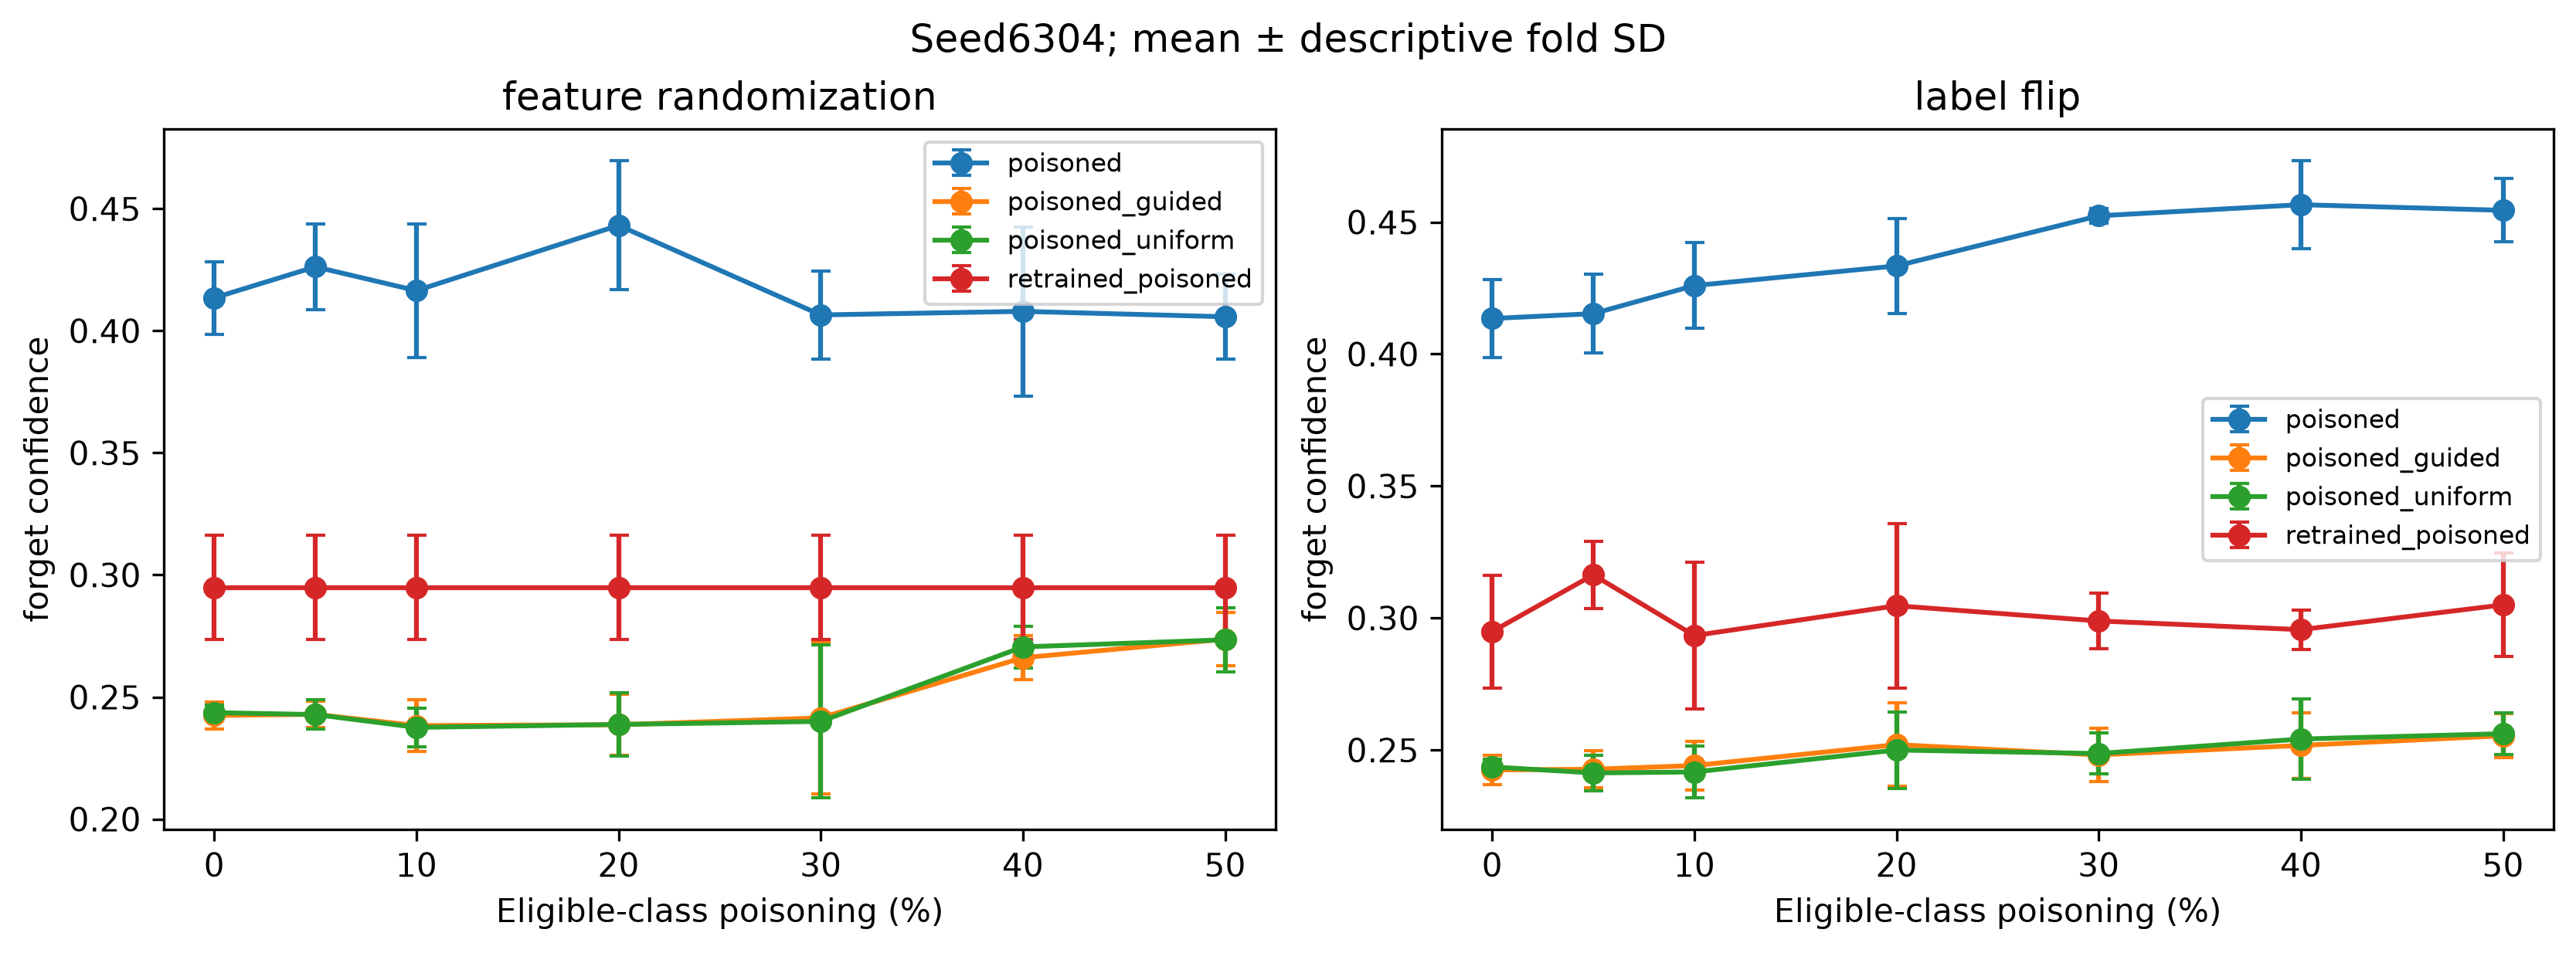 Seed6304; mean ± descriptive fold SD
feature randomization
forget confidence
0.45
0.40
0.35
0.30
0.25
0.20
poisoned
poisoned_guided
poisoned_uniform
retrained_poisoned
0 10 20 30 40 50
Eligible-class poisoning (%)
label flip
forget confidence
0.45
0.40
0.35
0.30
0.25
poisoned
poisoned_guided
poisoned_uniform
retrained_poisoned
0 10 20 30 40 50
Eligible-class poisoning (%)